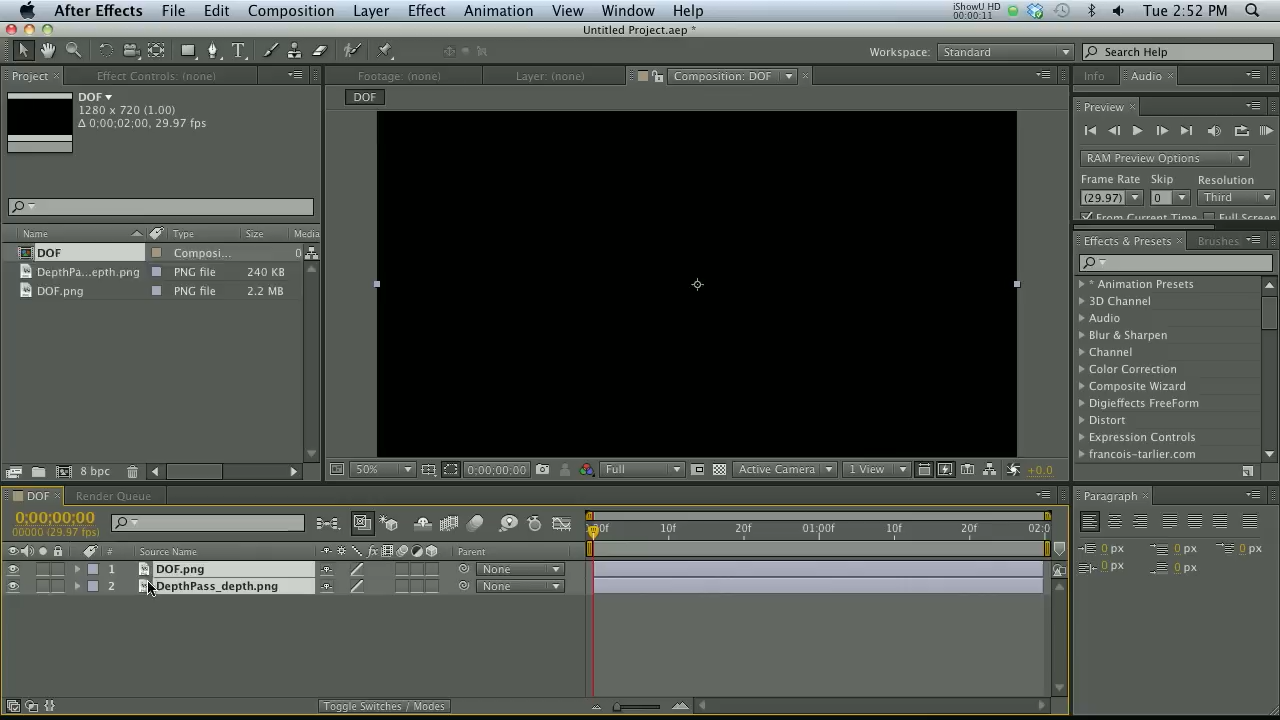 After Effects File Edit Composition Layer Effect Animation View Window Help iShowU HD 00:00:11 Tue 2:52 PM
Untitled Project.aep *
T Workspace: Standard Search Help
Project Effect Controls: (none) Footage: (none) Layer: (none) Composition: DOF Info Audio
DOF
1280 x 720 (1.00)
Δ 0;00;02;00, 29.97 fps
DOF
Preview
RAM Preview Options
Frame Rate Skip Resolution
(29.97) 0 Third
From Current Time Full Screen
Name Type Size Media
DOF Composi... 0
DepthPa...epth.png PNG file 240 KB
DOF.png PNG file 2.2 MB
Effects & Presets Brushes
* Animation Presets
3D Channel
Audio
Blur & Sharpen
Channel
Color Correction
Composite Wizard
Digieffects FreeForm
Distort
Expression Controls
francois-tarlier.com
8 bpc 50% 0;00;00;00 Full Active Camera 1 View +0.0
DOF Render Queue
0;00;00;00
00000 (29.97 fps)
10f 20f 01:00f 10f 20f 02:0
# Source Name fx Parent
1 DOF.png None
2 DepthPass_depth.png None
Toggle Switches / Modes
Paragraph
0 px 0 px 0 px
0 px 0 px